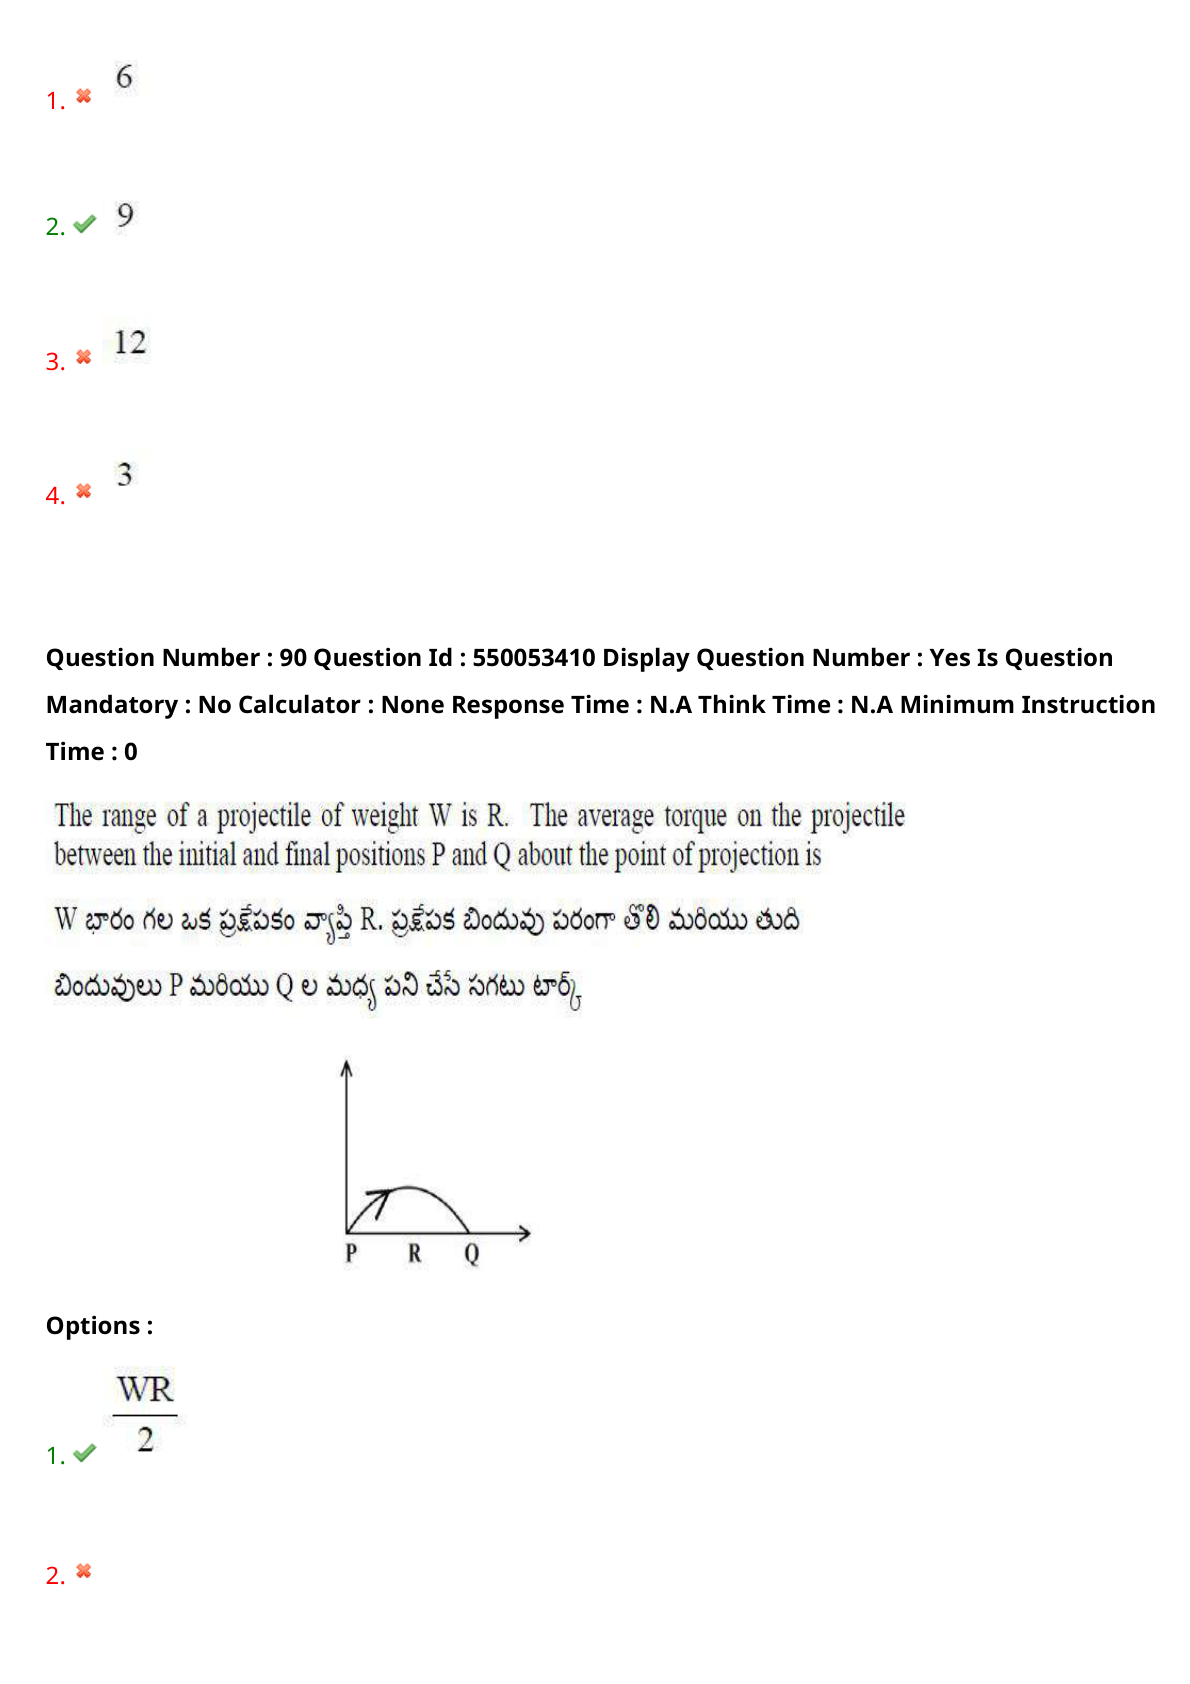 1. 6
2. 9
3. 12
4. 3
Question Number : 90 Question Id : 550053410 Display Question Number : Yes Is Question
Mandatory : No Calculator : None Response Time : N.A Think Time : N.A Minimum Instruction
Time : 0
The range of a projectile of weight W is R. The average torque on the projectile
between the initial and final positions P and Q about the point of projection is
W భారం గల ఒక ప్రక్షేపకం వ్యాప్తి R. ప్రక్షేపక బిందువు పరంగా తొలి మరియు తుది
బిందువులు P మరియు Q ల మధ్య పని చేసే సగటు టార్క్
P R Q
Options :
1. WR
2
2.